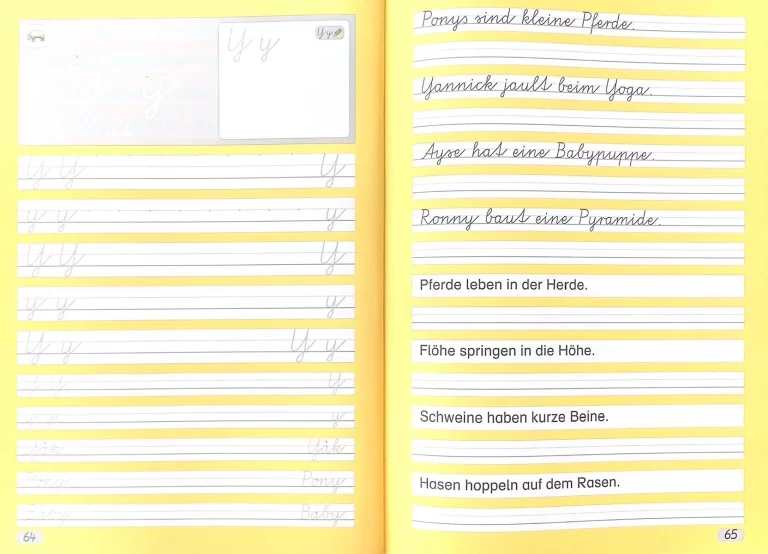 Y y
Y y
Y Y Y
y y y
Y Y Y
y y y
Y y Y y
Y
y
Yak
Pony
Baby
64
Ponys sind kleine Pferde.
Yannick jault beim Yoga.
Ayse hat eine Babypuppe.
Ronny baut eine Pyramide.
Pferde leben in der Herde.
Flöhe springen in die Höhe.
Schweine haben kurze Beine.
Hasen hoppeln auf dem Rasen.
65